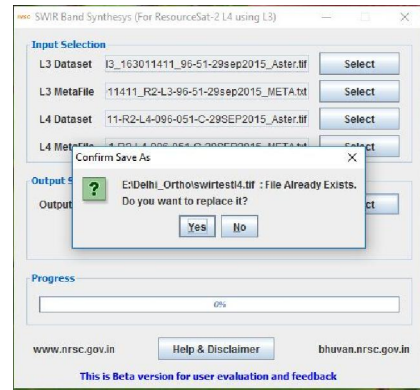 nrsc SWIR Band Synthesys (For ResourceSat-2 L4 using L3)
Input Selection
L3 Dataset I3_163011411_96-51-29sep2015_Aster.tif Select
L3 MetaFile 11411_R2-L3-96-51-29sep2015_META.txt Select
L4 Dataset 11-R2-L4-096-051-C-29SEP2015_Aster.tif Select
L4 MetaFile
Confirm Save As
Output S
E:\Delhi_Ortho\swirtestl4.tif : File Already Exists.
Do you want to replace it?
Output
ct
Yes No
Progress
0%
www.nrsc.gov.in Help & Disclaimer bhuvan.nrsc.gov.in
This is Beta version for user evaluation and feedback